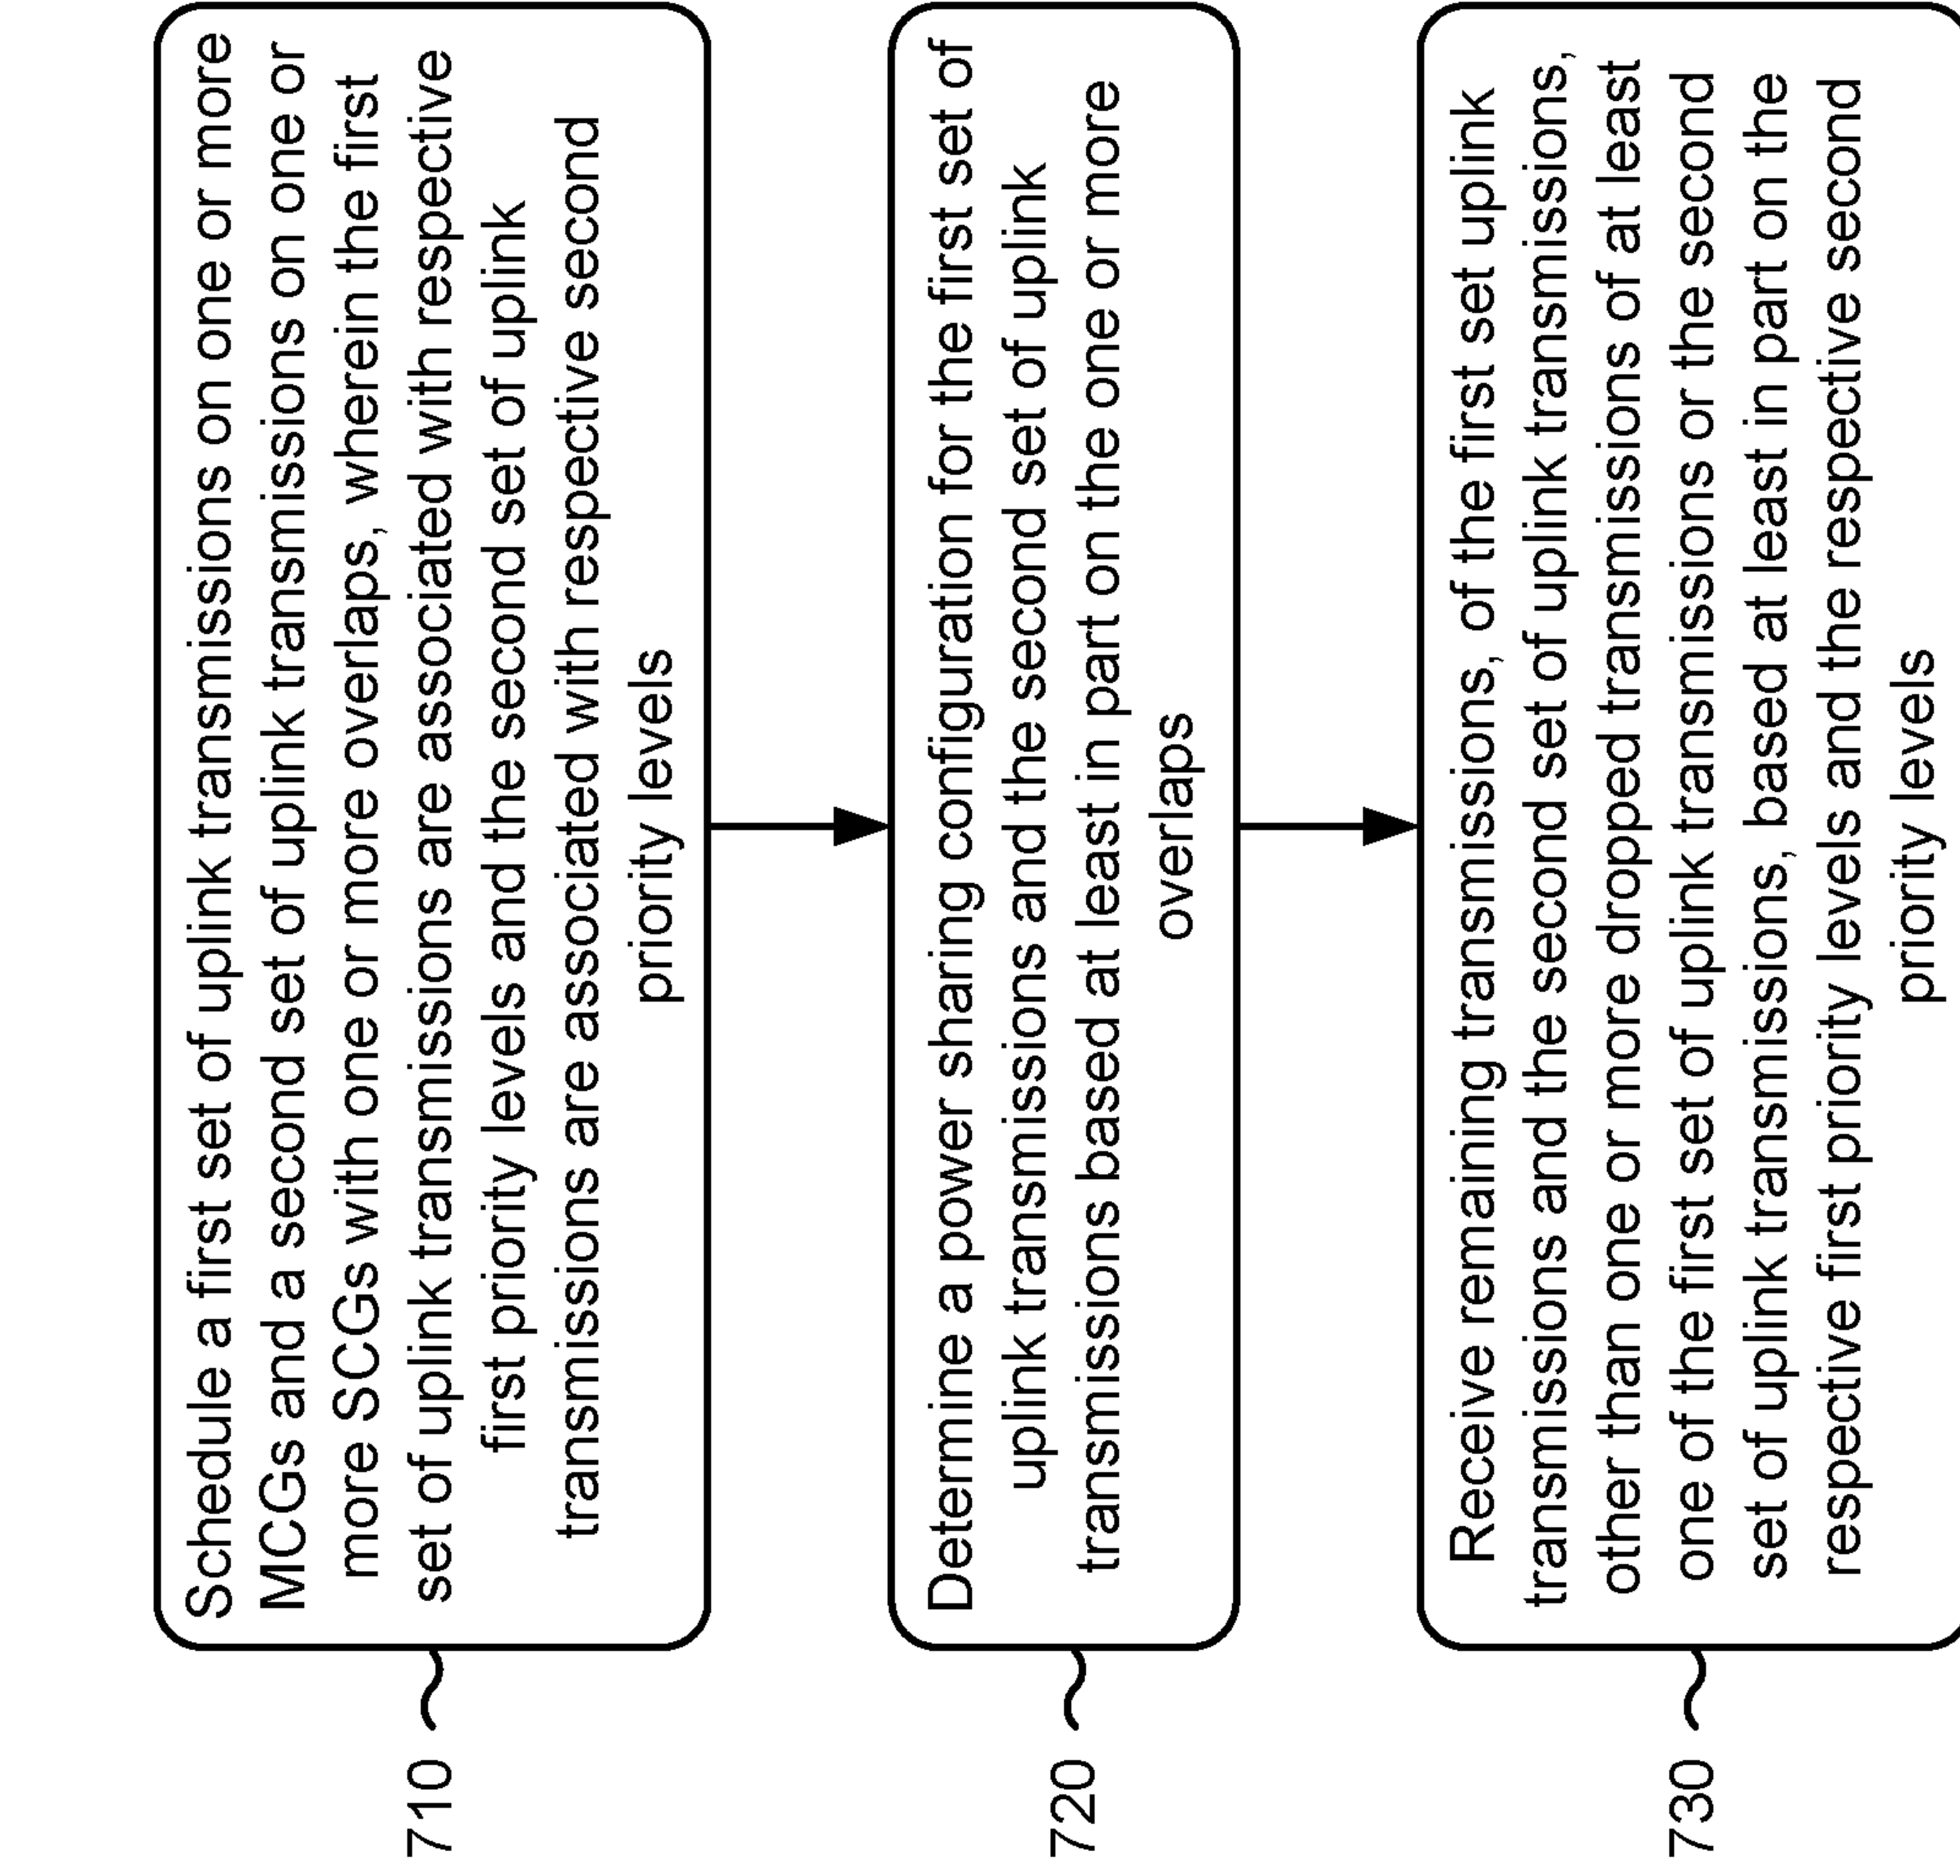 710
Schedule a first set of uplink transmissions on one or more
MCGs and a second set of uplink transmissions on one or
more SCGs with one or more overlaps, wherein the first
set of uplink transmissions are associated with respective
first priority levels and the second set of uplink
transmissions are associated with respective second
priority levels
720
Determine a power sharing configuration for the first set of
uplink transmissions and the second set of uplink
transmissions based at least in part on the one or more
overlaps
730
Receive remaining transmissions, of the first set uplink
transmissions and the second set of uplink transmissions,
other than one or more dropped transmissions of at least
one of the first set of uplink transmissions or the second
set of uplink transmissions, based at least in part on the
respective first priority levels and the respective second
priority levels